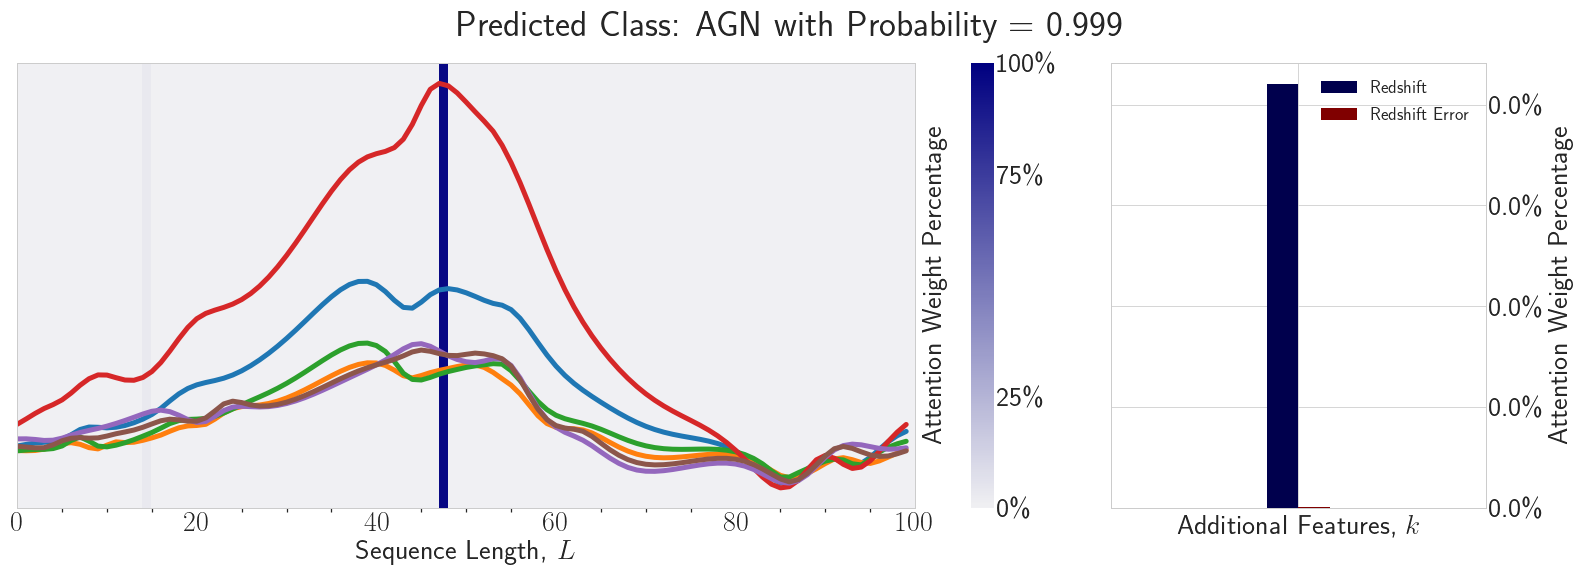 Predicted Class: AGN with Probability = 0.999
0
20
40
60
80
100
Sequence Length, L
Attention Weight Percentage
100%
75%
25%
0%
Redshift
Redshift Error
0.0%
0.0%
0.0%
0.0%
0.0%
Attention Weight Percentage
Additional Features, k